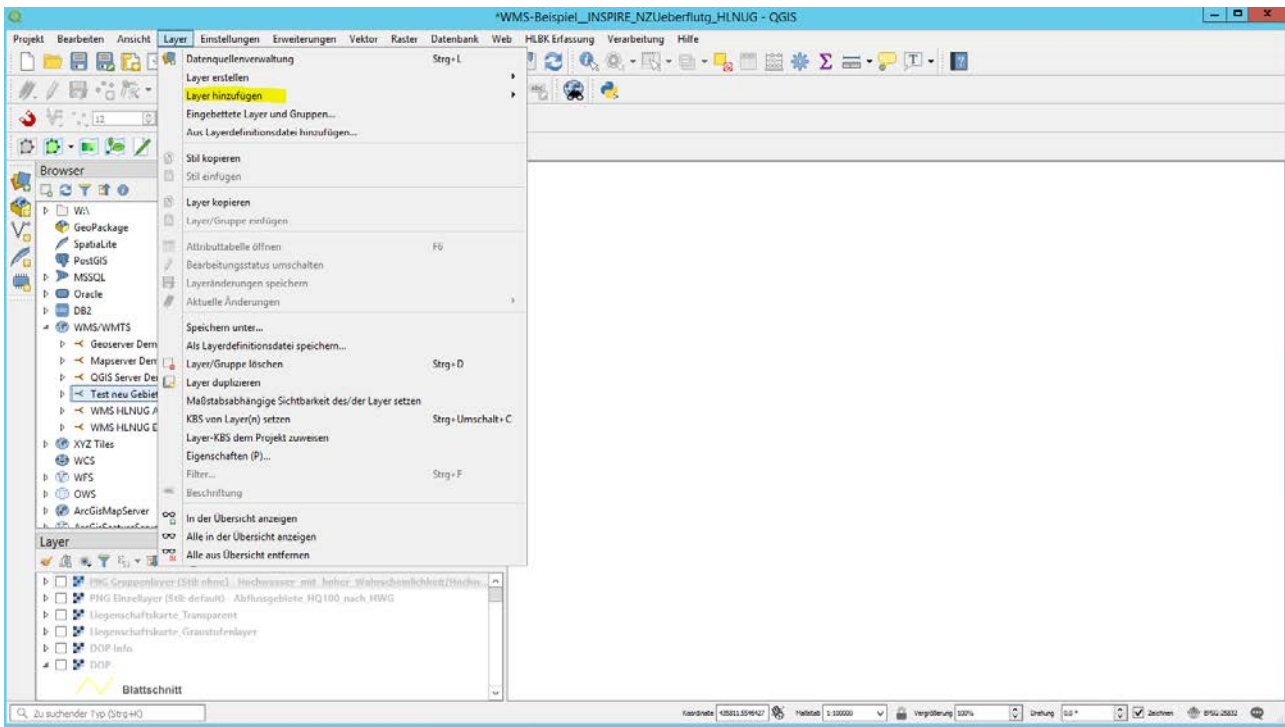 *WMS-Beispiel__INSPIRE_NZUeberflutg_HLNUG - QGIS
Projekt Bearbeiten Ansicht Layer Einstellungen Erweiterungen Vektor Raster Datenbank Web HLBK Erfassung Verarbeitung Hilfe
Datenquellenverwaltung Strg+L
Layer erstellen
Layer hinzufügen
Eingebettete Layer und Gruppen...
Aus Layerdefinitionsdatei hinzufügen...
Stil kopieren
Stil einfügen
Layer kopieren
Layer/Gruppe einfügen
Attributtabelle öffnen F6
Bearbeitungsstatus umschalten
Layeränderungen speichern
Aktuelle Änderungen
Speichern unter...
Als Layerdefinitionsdatei speichern...
Layer/Gruppe löschen Strg+D
Layer duplizieren
Maßstabsabhängige Sichtbarkeit des/der Layer setzen
KBS von Layer(n) setzen Strg+Umschalt+C
Layer-KBS dem Projekt zuweisen
Eigenschaften (P)...
Filter... Strg+F
Beschriftung
In der Übersicht anzeigen
Alle in der Übersicht anzeigen
Alle aus Übersicht entfernen
12
abc
Browser
W:\
GeoPackage
SpatiaLite
PostGIS
MSSQL
Oracle
DB2
WMS/WMTS
Geoserver Dem
Mapserver Dem
QGIS Server De
Test neu Gebiet
WMS HLNUG A
WMS HLNUG E
XYZ Tiles
WCS
WFS
OWS
ArcGisMapServer
Layer
PNG Gruppenlayer (Stil ohne) - Hochwasser_mit_hoher_Wahrscheinlichkeit/Hochw...
PNG Einzellayer (Stil default) - Abflussgebiete_HQ100_nach_HWG
Liegenschaftskarte_Transparent
Liegenschaftskarte_Graustufenlayer
DOP Info
DOP
Blattschnitt
Zu suchender Typ (Strg+K)
Koordinate Maßstab 1:100000 Vergrößerung 100% Drehung 0.0 ° Zeichnen EPSG:25832